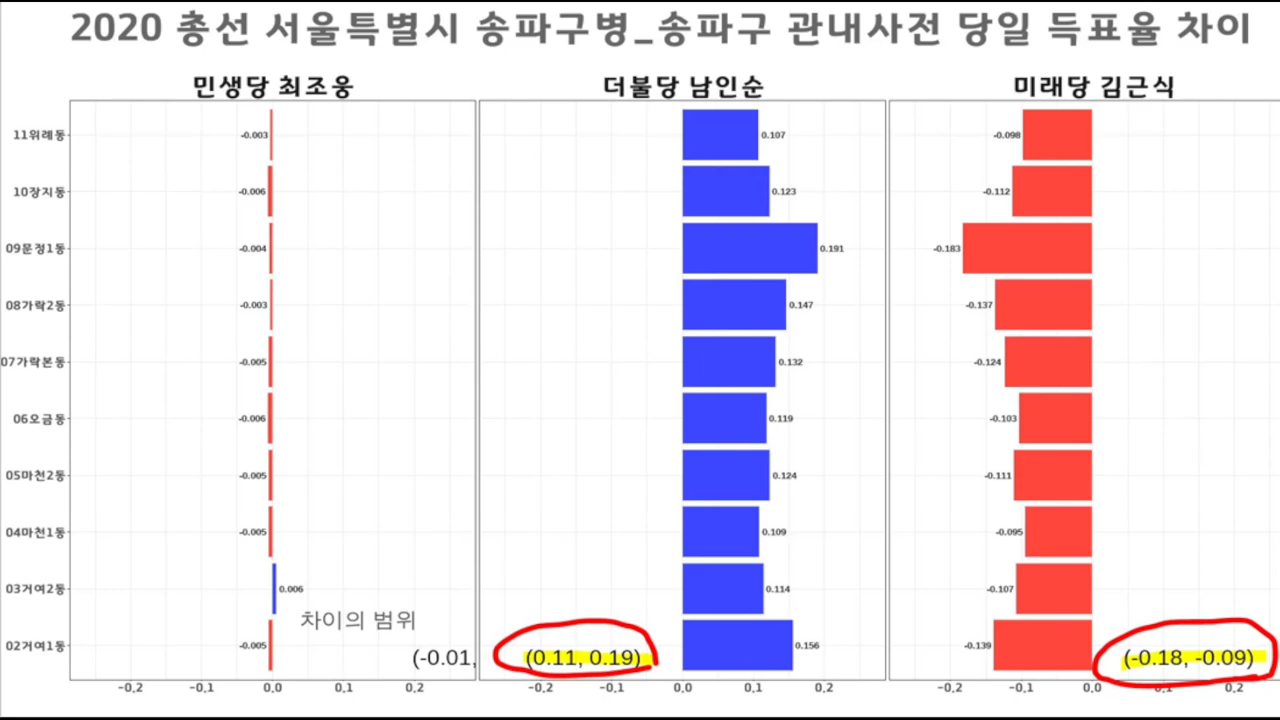 2020 총선 서울특별시 송파구병_송파구 관내사전 당일 득표율 차이
민생당 최조웅 더불당 남인순 미래당 김근식
11위례동 -0.003 0.107 -0.098
10장지동 -0.006 0.123 -0.112
09문정1동 -0.004 0.191 -0.183
08가락2동 -0.003 0.147 -0.137
07가락본동 -0.005 0.132 -0.124
06오금동 -0.006 0.119 -0.103
05마천2동 -0.005 0.124 -0.111
04마천1동 -0.005 0.109 -0.095
03거여2동 0.006 0.114 -0.107
차이의 범위
02거여1동 -0.005 0.156 -0.139
(-0.01, (0.11, 0.19) (-0.18, -0.09)
-0.2 -0.1 0.0 0.1 0.2 -0.2 -0.1 0.0 0.1 0.2 -0.2 -0.1 0.0 0.1 0.2